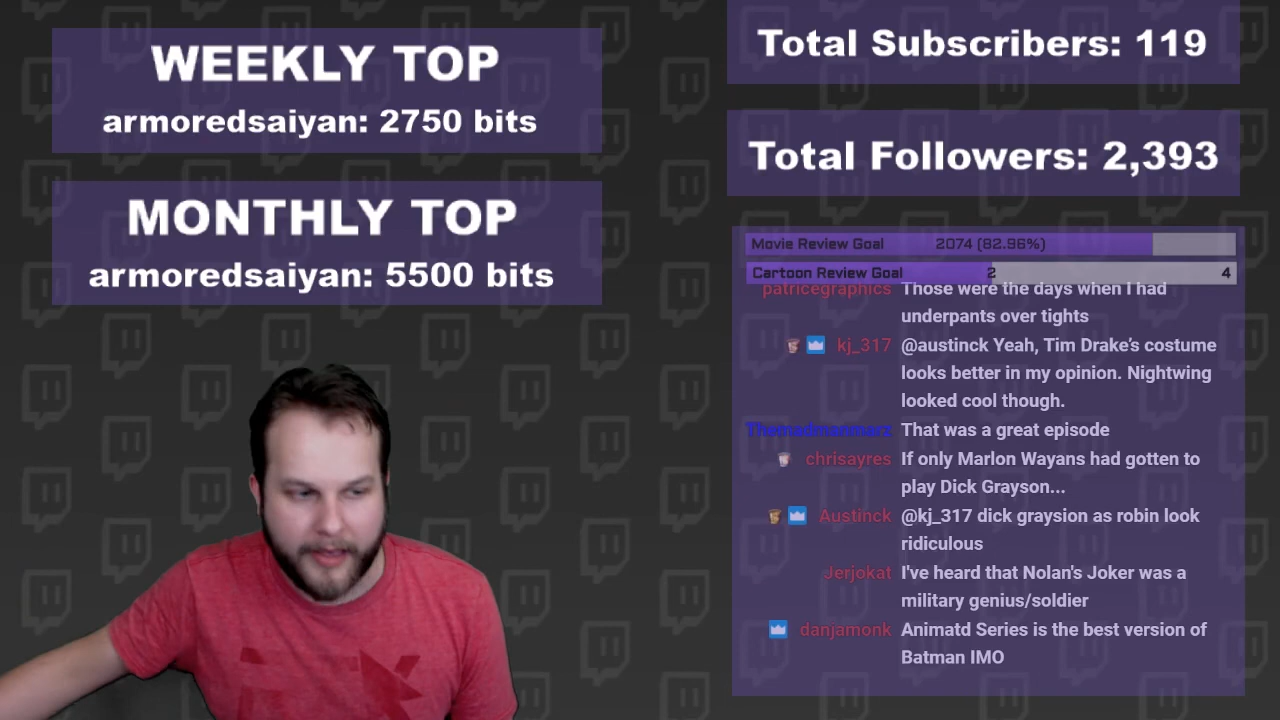 WEEKLY TOP
armoredsaiyan: 2750 bits
MONTHLY TOP
armoredsaiyan: 5500 bits
Total Subscribers: 119
Total Followers: 2,393
Movie Review Goal 2074 (82.96%)
Cartoon Review Goal 2 4
patricegraphics Those were the days when I had
underpants over tights
kj_317 @austinck Yeah, Tim Drake's costume
looks better in my opinion. Nightwing
looked cool though.
Themadmanmarz That was a great episode
chrisayres If only Marlon Wayans had gotten to
play Dick Grayson...
Austinck @kj_317 dick graysion as robin look
ridiculous
Jerjokat I've heard that Nolan's Joker was a
military genius/soldier
danjamonk Animatd Series is the best version of
Batman IMO